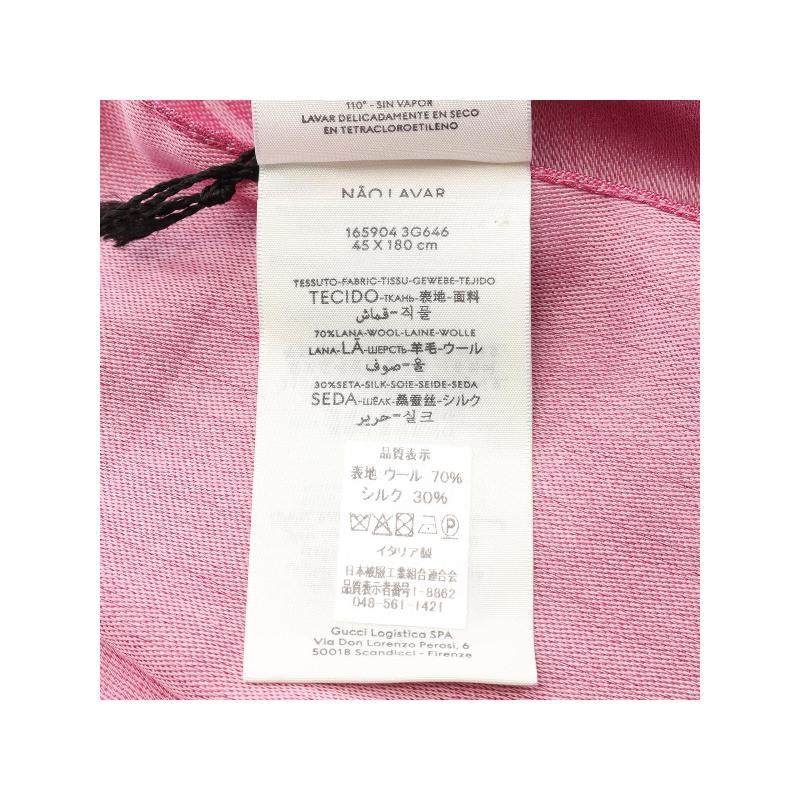 110° - SIN VAPOR
LAVAR DELICADAMENTE EN SECO
EN TETRACLOROETILENO
NÃO LAVAR
165904 3G646
45 X 180 cm
TESSUTO-FABRIC-TISSU-GEWEBE-TEJIDO
TECIDO-ТКАНЬ-表地-面料
قماش-직물
70%LANA-WOOL-LAINE-WOLLE
LANA-LÃ-ШЕРСТЬ-羊毛-ウール
صوف-울
30%SETA-SILK-SOIE-SEIDE-SEDA
SEDA-ШЁЛК-桑蚕丝-シルク
حرير-실크
品質表示
表地 ウール 70%
シルク 30%
イタリア製
日本被服工業組合連合会
品質表示者番号1-8862
048-561-1421
Gucci Logistica SPA
Via Don Lorenzo Perosi, 6
50018 Scandicci - Firenze